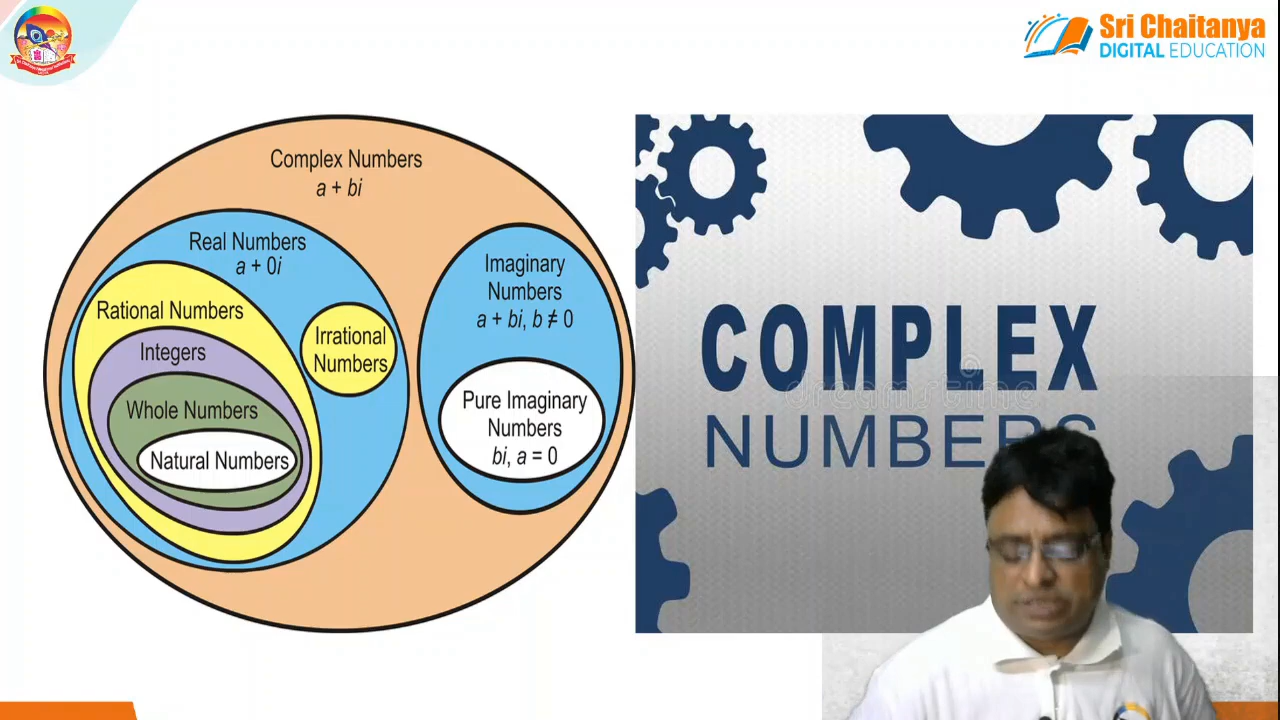 Sri Chaitanya
DIGITAL EDUCATION
Complex Numbers
a + bi
Real Numbers
a + 0i
Rational Numbers
Integers
Whole Numbers
Natural Numbers
Irrational
Numbers
Imaginary
Numbers
a + bi, b ≠ 0
Pure Imaginary
Numbers
bi, a = 0
COMPLEX
dreamstime
NUMBERS